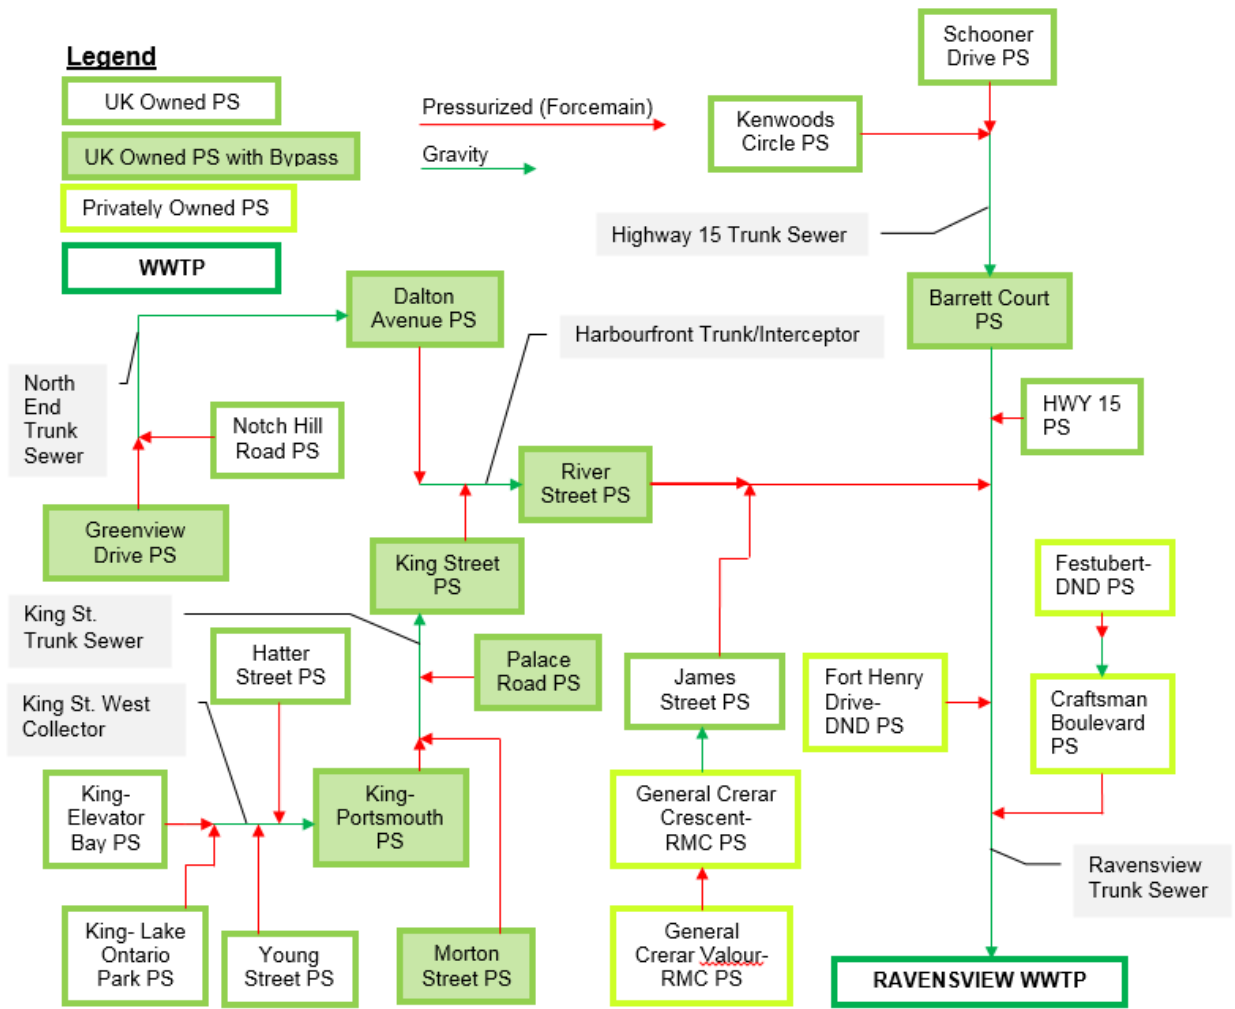 Legend
UK Owned PS
UK Owned PS with Bypass
Privately Owned PS
WWTP
Pressurized (Forcemain)
Gravity
Schooner
Drive PS
Kenwoods
Circle PS
Highway 15 Trunk Sewer
Barrett Court
PS
Dalton
Avenue PS
Harbourfront Trunk/Interceptor
North
End
Trunk
Sewer
Notch Hill
Road PS
HWY 15
PS
River
Street PS
Greenview
Drive PS
King Street
PS
Festubert-
DND PS
King St.
Trunk Sewer
Hatter
Street PS
Palace
Road PS
James
Street PS
Fort Henry
Drive-
DND PS
Craftsman
Boulevard
PS
King St. West
Collector
King-
Elevator
Bay PS
King-
Portsmouth
PS
General Crerar
Crescent-
RMC PS
Ravensview
Trunk Sewer
King- Lake
Ontario
Park PS
Young
Street PS
Morton
Street PS
General
Crerar Valour-
RMC PS
RAVENSVIEW WWTP